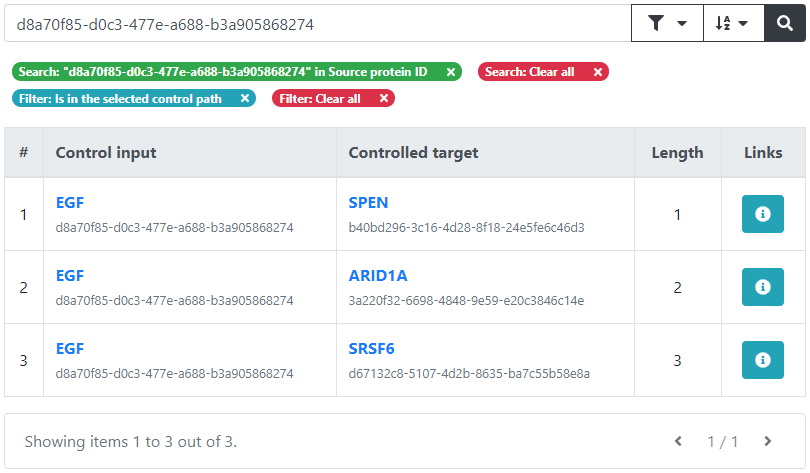 d8a70f85-d0c3-477e-a688-b3a905868274
Search: "d8a70f85-d0c3-477e-a688-b3a905868274" in Source protein ID × Search: Clear all ×
Filter: Is in the selected control path × Filter: Clear all ×
# Control input Controlled target Length Links
1 EGF SPEN 1
d8a70f85-d0c3-477e-a688-b3a905868274 b40bd296-3c16-4d28-8f18-24e5fe6c46d3
2 EGF ARID1A 2
d8a70f85-d0c3-477e-a688-b3a905868274 3a220f32-6698-4848-9e59-e20c3846c14e
3 EGF SRSF6 3
d8a70f85-d0c3-477e-a688-b3a905868274 d67132c8-5107-4d2b-8635-ba7c55b58e8a
Showing items 1 to 3 out of 3. 1 / 1